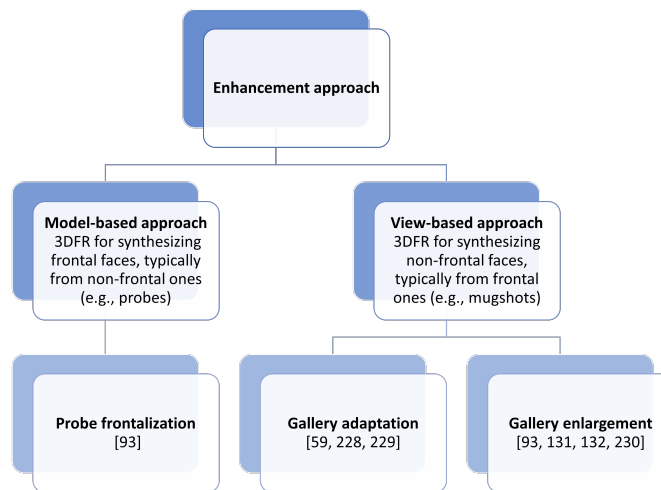 Enhancement approach
Model-based approach
3DFR for synthesizing
frontal faces, typically
from non-frontal ones
(e.g., probes)
View-based approach
3DFR for synthesizing
non-frontal faces,
typically from frontal
ones (e.g., mugshots)
Probe frontalization
[93]
Gallery adaptation
[59, 228, 229]
Gallery enlargement
[93, 131, 132, 230]